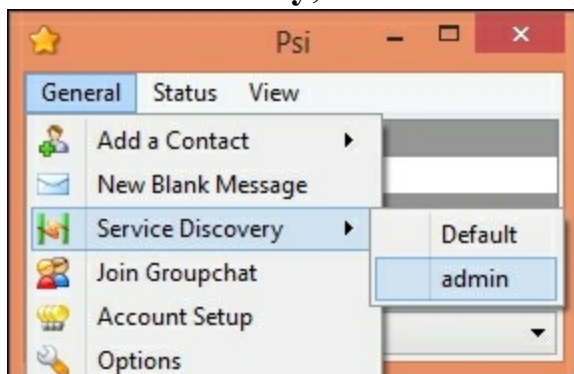 y,
Psi
General Status View
Add a Contact
New Blank Message
Service Discovery
Default
Join Groupchat
admin
Account Setup
Options